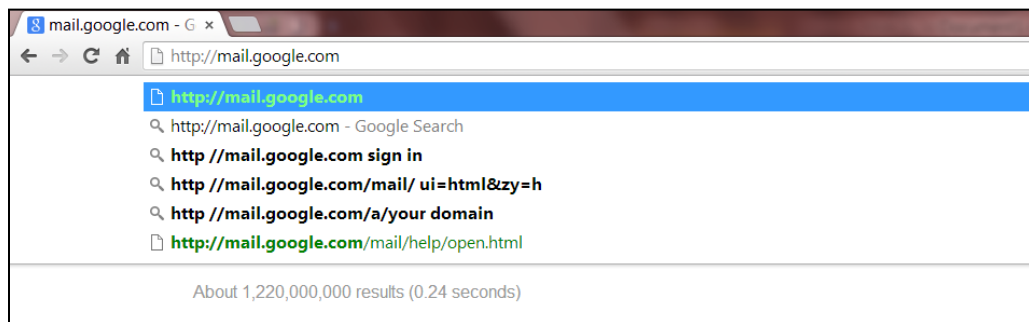 mail.google.com - G
http://mail.google.com
http://mail.google.com
http://mail.google.com - Google Search
http //mail.google.com sign in
http //mail.google.com/mail/ ui=html&zy=h
http //mail.google.com/a/your domain
http://mail.google.com/mail/help/open.html
About 1,220,000,000 results (0.24 seconds)